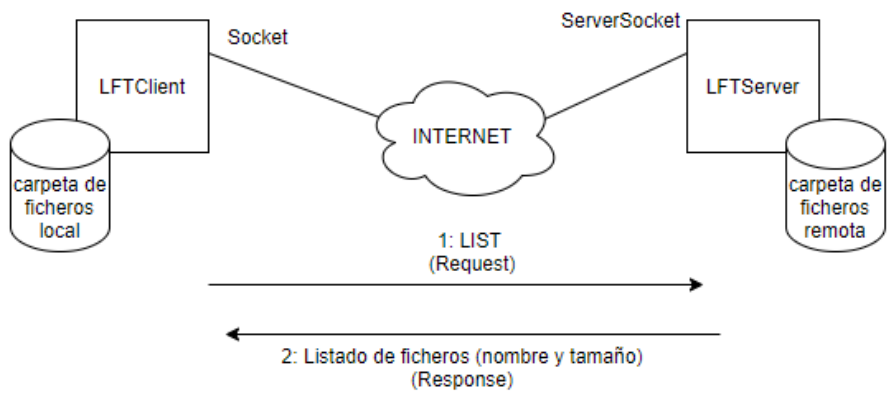 Socket
ServerSocket
LFTClient
LFTServer
INTERNET
carpeta de
ficheros
local
carpeta de
ficheros
remota
1: LIST
(Request)
2: Listado de ficheros (nombre y tamaño)
(Response)